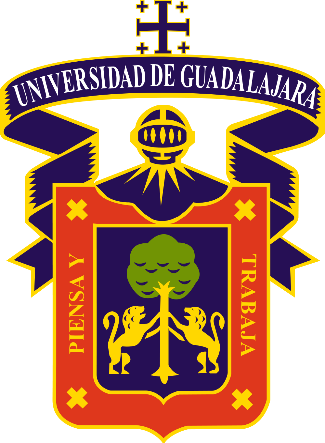 UNIVERSIDAD DE GUADALAJARA
PIENSA Y
TRABAJA